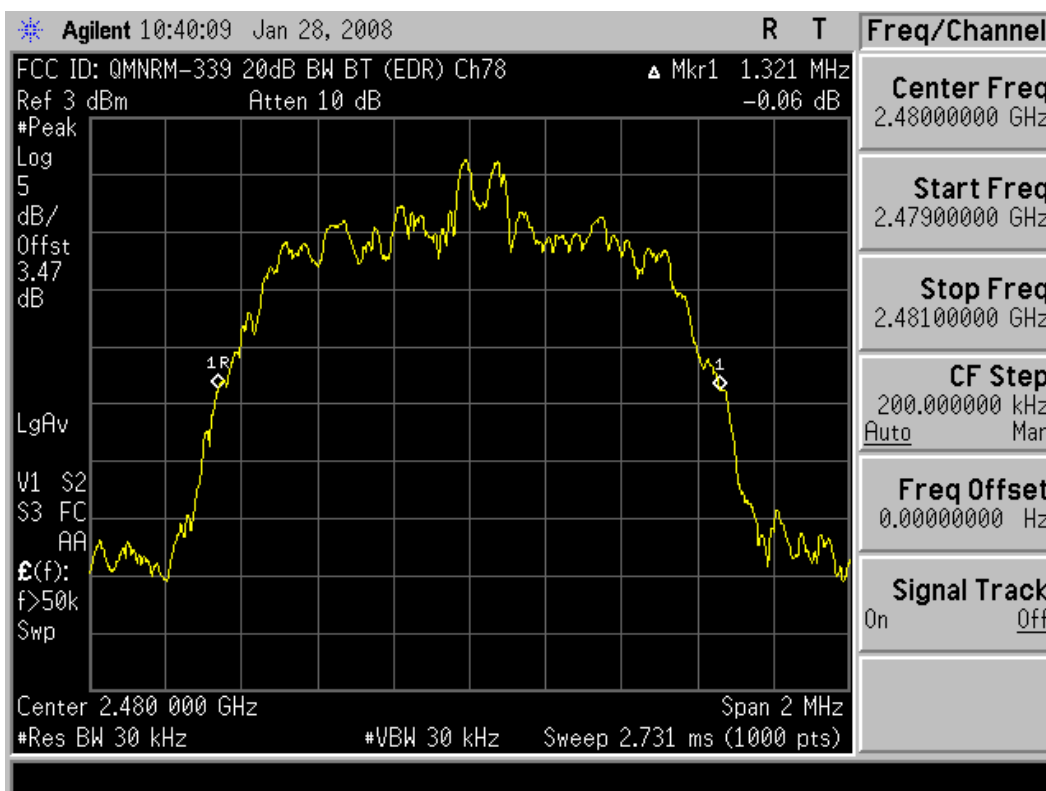 Agilent 10:40:09 Jan 28, 2008 R T
FCC ID: QMNRM-339 20dB BW BT (EDR) Ch78 Mkr1 1.321 MHz
Ref 3 dBm Atten 10 dB -0.06 dB
#Peak
Log
5
dB/
Offst
3.47
dB
1R
1
LgAv
V1 S2
S3 FC
AA
£(f):
f>50k
Swp
Center 2.480 000 GHz Span 2 MHz
#Res BW 30 kHz #VBW 30 kHz Sweep 2.731 ms (1000 pts)
Freq/Channel
Center Freq
2.48000000 GHz
Start Freq
2.47900000 GHz
Stop Freq
2.48100000 GHz
CF Step
200.000000 kHz
Auto Man
Freq Offset
0.00000000 Hz
Signal Track
On Off